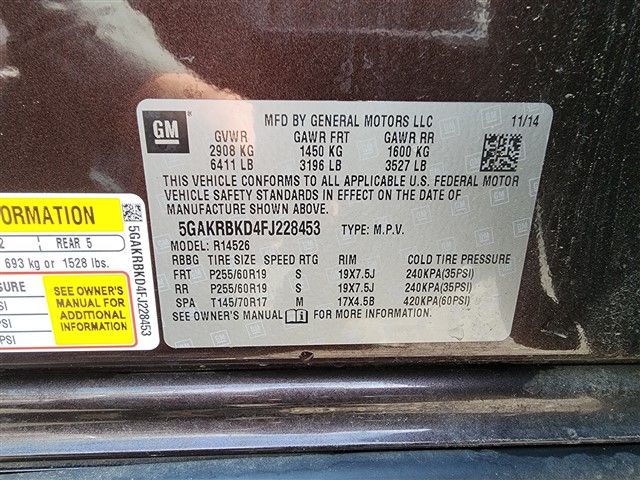 GM
MFD BY GENERAL MOTORS LLC 11/14
GVWR GAWR FRT GAWR RR
2908 KG 1450 KG 1600 KG
6411 LB 3196 LB 3527 LB
THIS VEHICLE CONFORMS TO ALL APPLICABLE U.S. FEDERAL MOTOR
VEHICLE SAFETY STANDARDS IN EFFECT ON THE DATE OF
MANUFACTURE SHOWN ABOVE.
5GAKRBKD4FJ228453 TYPE: M.P.V.
MODEL: R14526
RBBG TIRE SIZE SPEED RTG RIM COLD TIRE PRESSURE
FRT P255/60R19 S 19X7.5J 240KPA(35PSI)
RR P255/60R19 S 19X7.5J 240KPA(35PSI)
SPA T145/70R17 M 17X4.5B 420KPA(60PSI)
SEE OWNER'S MANUAL FOR MORE INFORMATION.
2 REAR 5
693 kg or 1528 lbs.
SEE OWNER'S
MANUAL FOR
ADDITIONAL
INFORMATION
5GAKRBKD4FJ228453